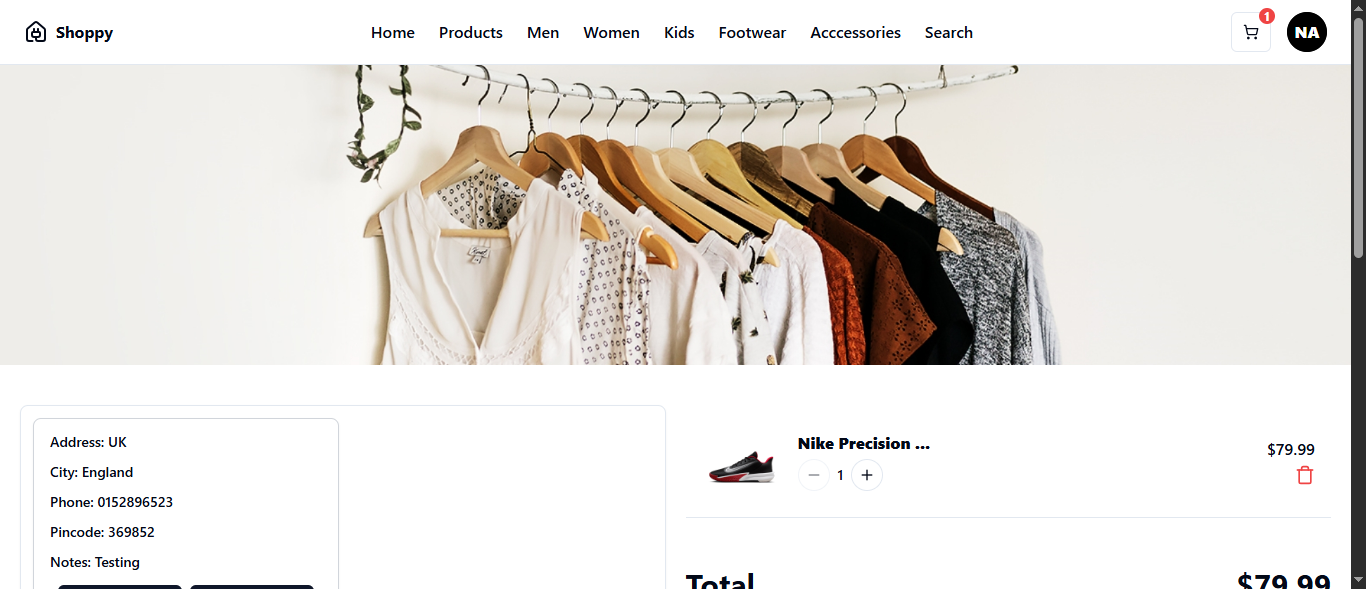 Shoppy
Home Products Men Women Kids Footwear Acccessories Search
1
NA
Address: UK
City: England
Phone: 0152896523
Pincode: 369852
Notes: Testing
Nike Precision ...
$79.99
1
Total
$79.99